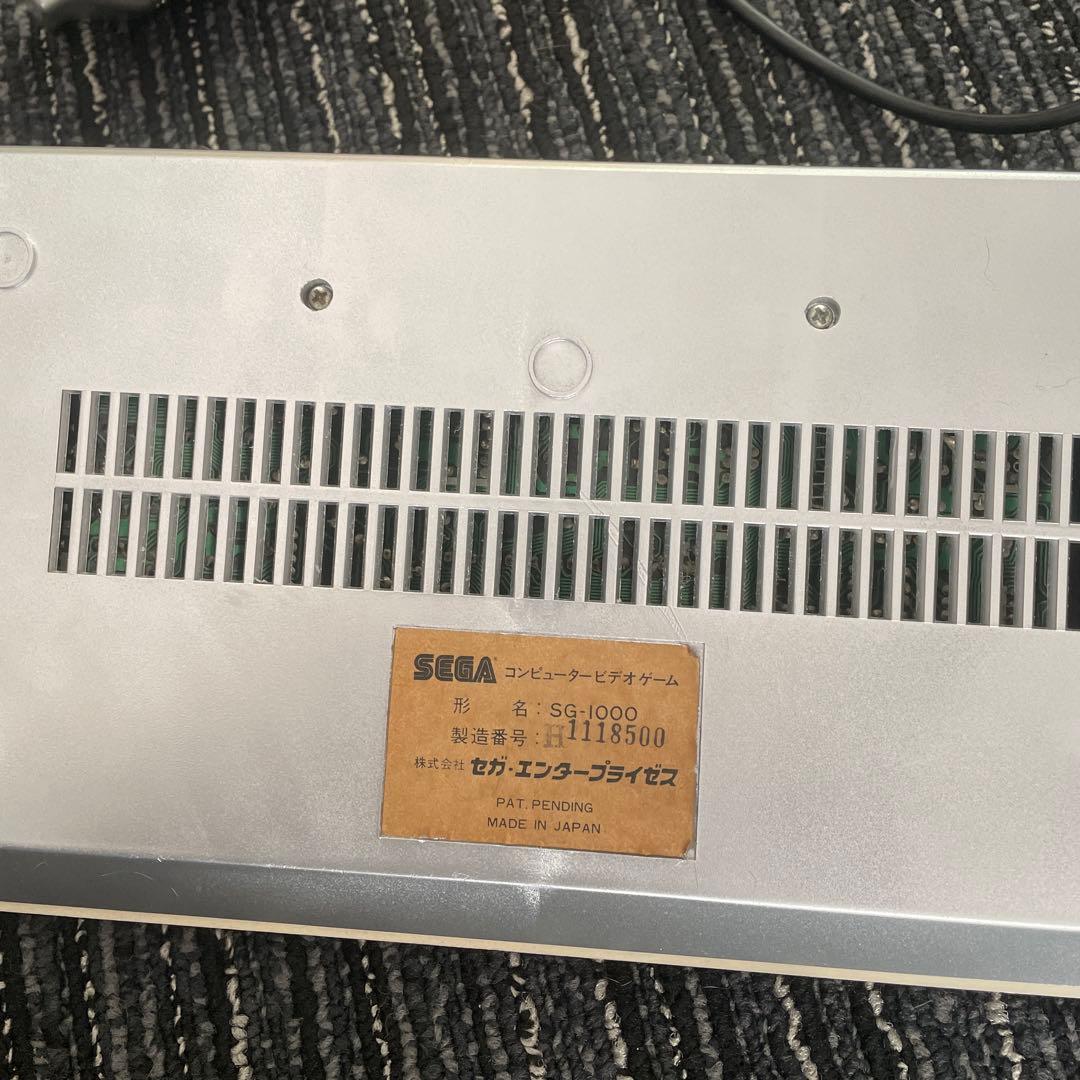 SEGA® コンピュータービデオゲーム
形 名: SG-1000
製造番号: H1118500
株式会社 セガ・エンタープライゼス
PAT. PENDING
MADE IN JAPAN